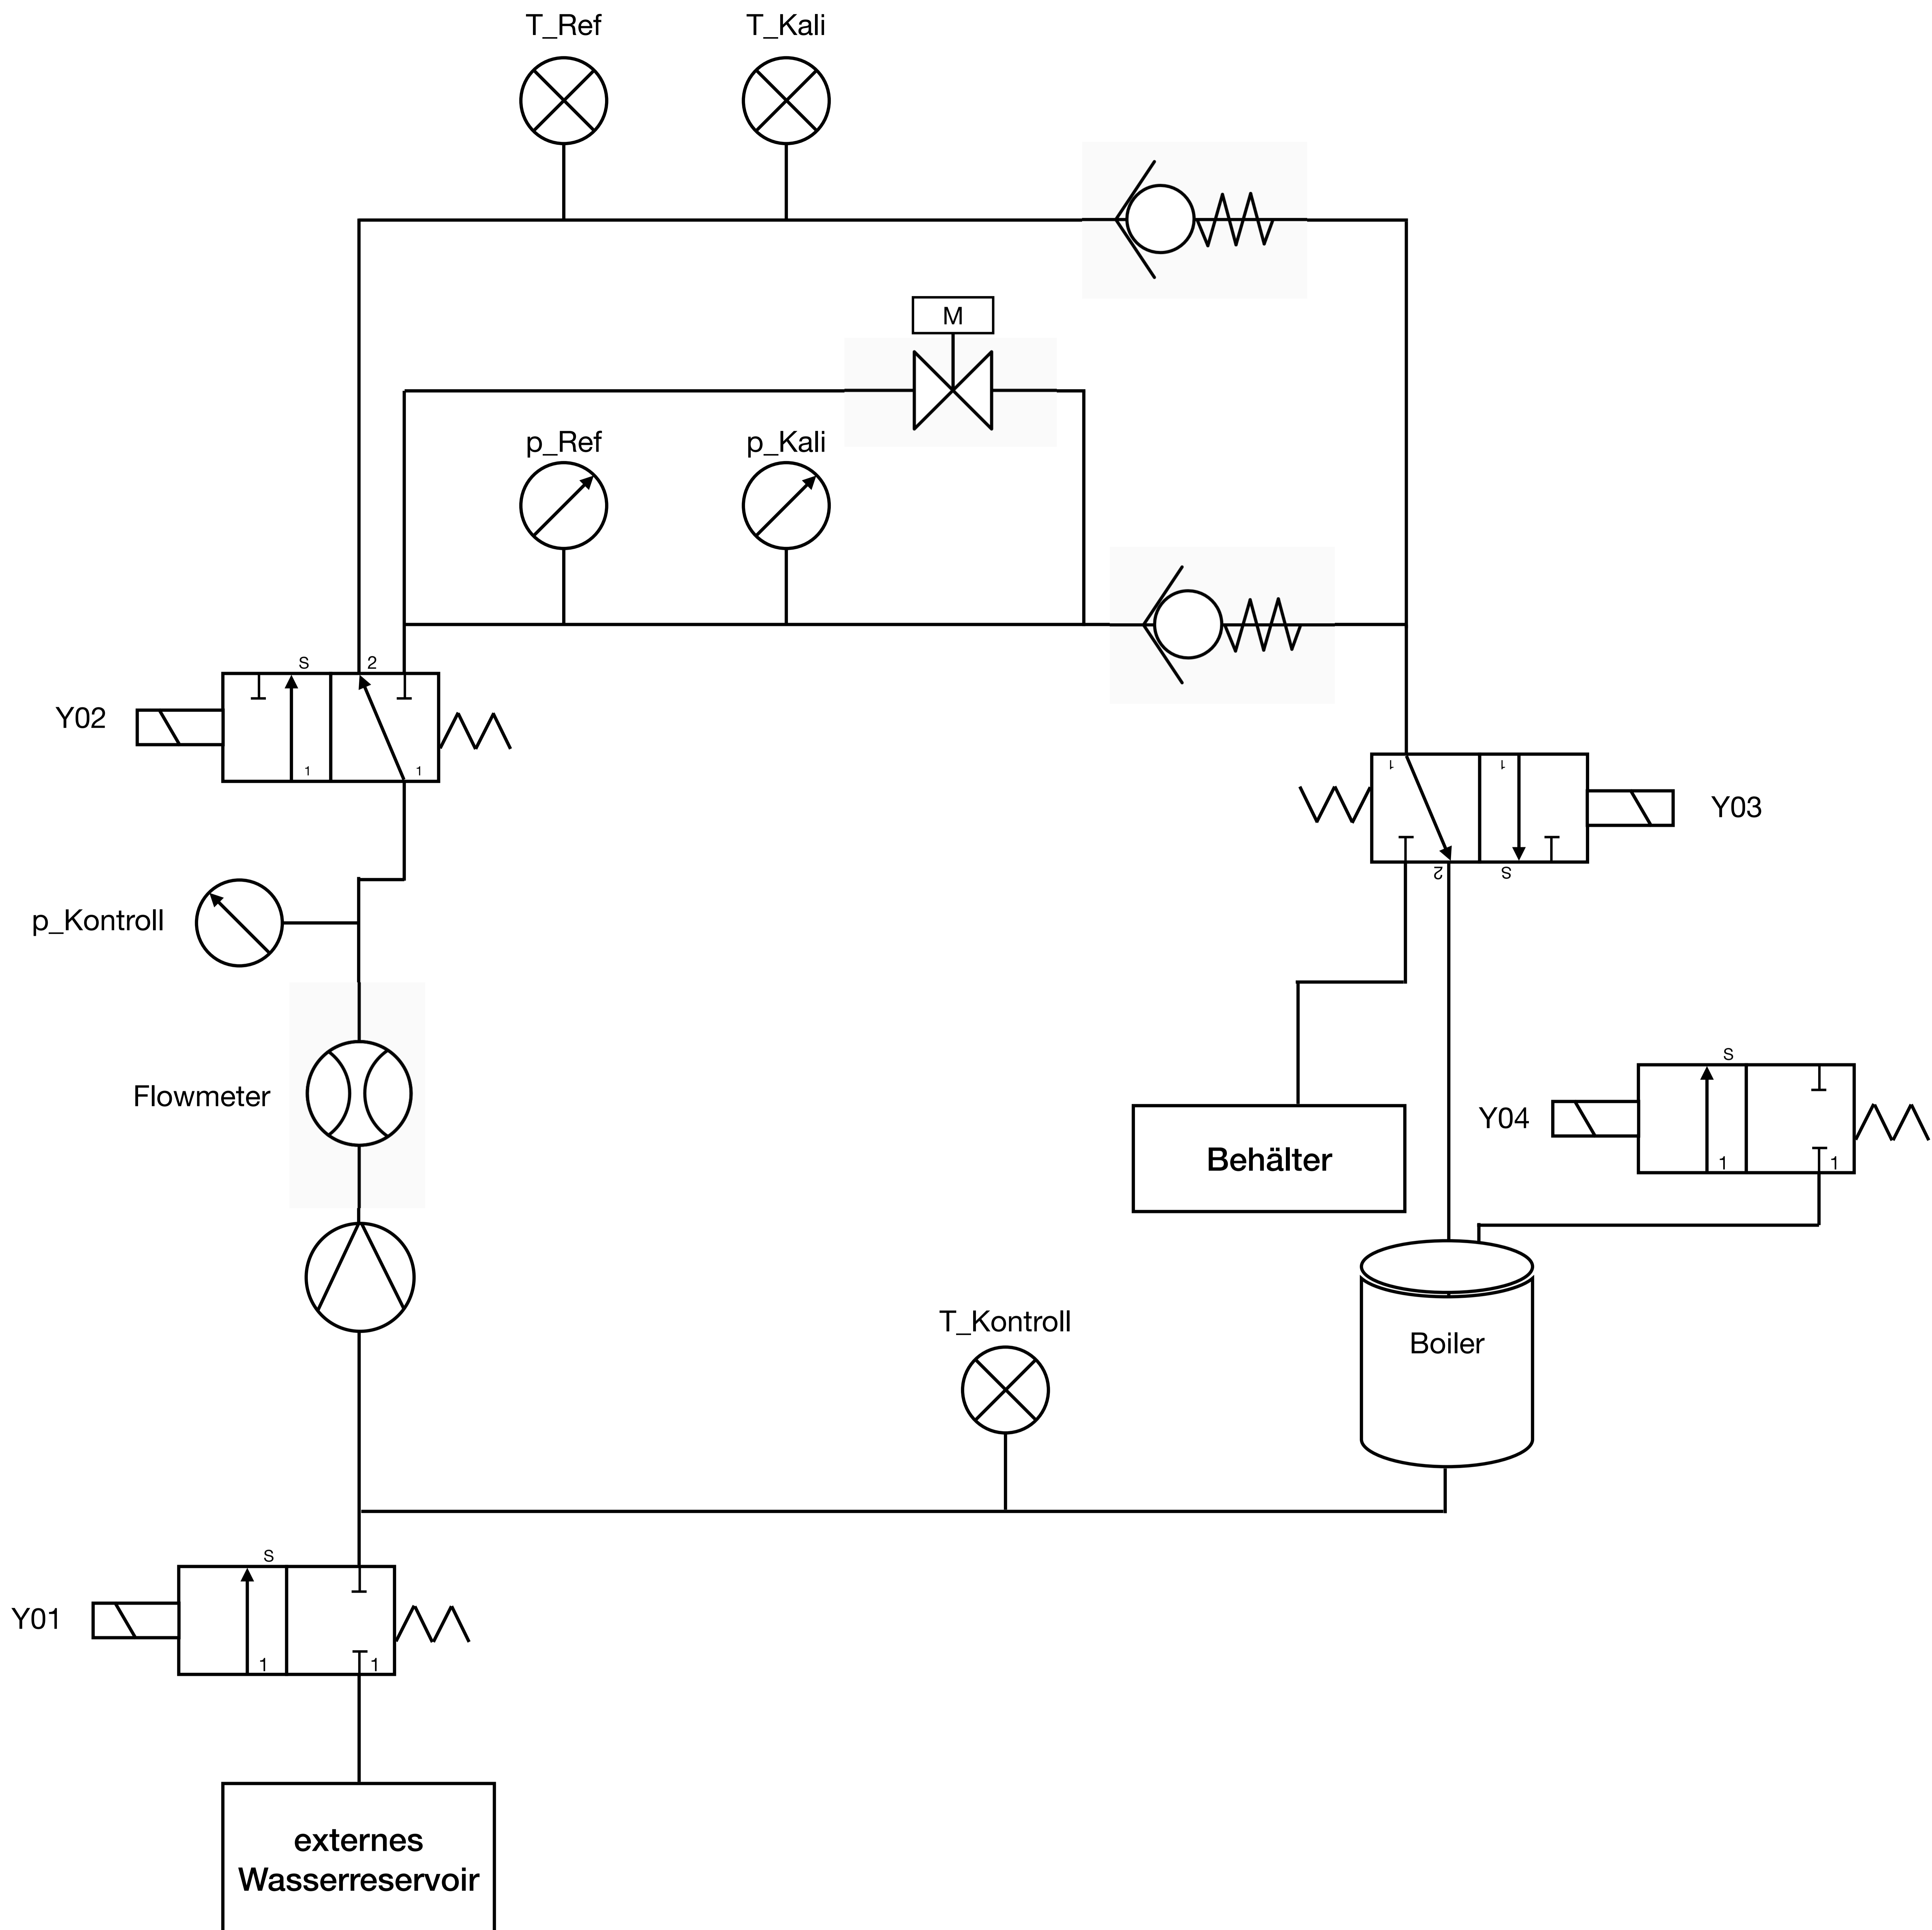 T_Ref
T_Kali
M
p_Ref
p_Kali
S
2
Y02
1
1
1
1
Y03
2
S
p_Kontroll
Flowmeter
S
Y04
1
1
Behälter
T_Kontroll
Boiler
S
Y01
1
1
externes
Wasserreservoir